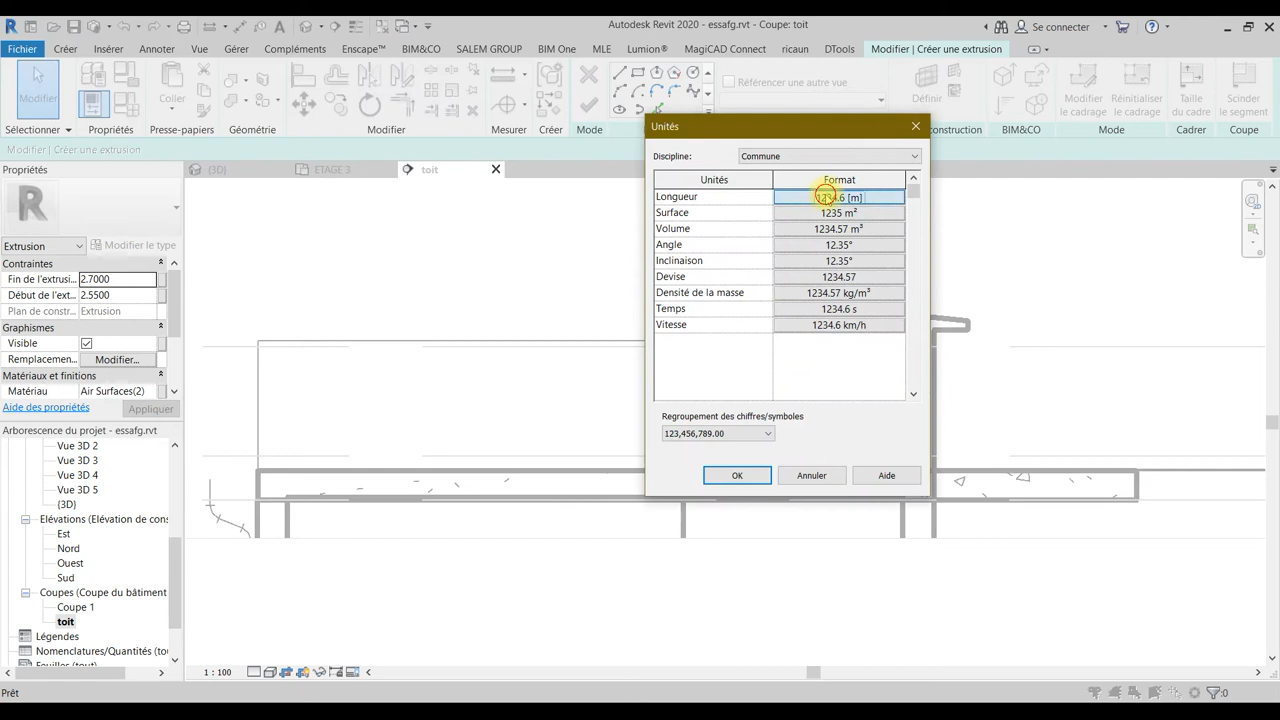 Autodesk Revit 2020 - essafg.rvt - Coupe: toit
Se connecter
Fichier Créer Insérer Annoter Vue Gérer Compléments Enscape™ BIM&CO SALEM GROUP BIM One MLE Lumion® MagiCAD Connect ricaun DTools Modifier | Créer une extrusion
Référencer une autre vue
Modifier Coller Définir Modifier le cadrage Réinitialiser le cadrage Taille du cadre Scinder le segment
Sélectionner Propriétés Presse-papiers Géométrie Modifier Mesurer Créer Mode construction BIM&CO Mode Cadrer Coupe
Modifier | Créer une extrusion
Propriétés
{3D} ETAGE 3 toit
Extrusion Modifier le type
Contraintes
Fin de l'extrusi... 2.7000
Début de l'ext... 2.5500
Plan de constr... Extrusion
Graphismes
Visible
Remplacemen... Modifier...
Matériaux et finitions
Matériau Air Surfaces(2)
Aide des propriétés Appliquer
Arborescence du projet - essafg.rvt
Vue 3D 2
Vue 3D 3
Vue 3D 4
Vue 3D 5
{3D}
Elévations (Elévation de cons
Est
Nord
Ouest
Sud
Coupes (Coupe du bâtiment
Coupe 1
toit
Légendes
Nomenclatures/Quantités (tou
Feuilles (tout)
Unités
Discipline: Commune
Unités Format
Longueur 1234.6 [m]
Surface 1235 m²
Volume 1234.57 m³
Angle 12.35°
Inclinaison 12.35°
Devise 1234.57
Densité de la masse 1234.57 kg/m³
Temps 1234.6 s
Vitesse 1234.6 km/h
Regroupement des chiffres/symboles
123,456,789.00
OK Annuler Aide
1 : 100
Prêt :0